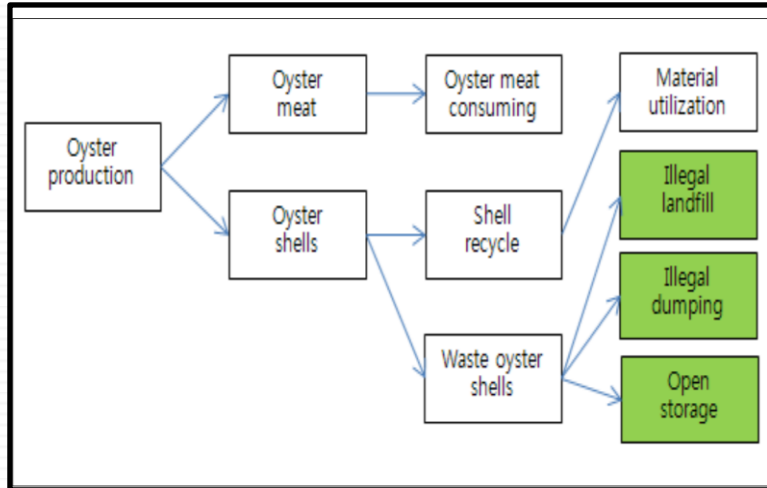 Oyster
production
Oyster
meat
Oyster
shells
Oyster meat
consuming
Shell
recycle
Waste oyster
shells
Material
utilization
Illegal
landfill
Illegal
dumping
Open
storage